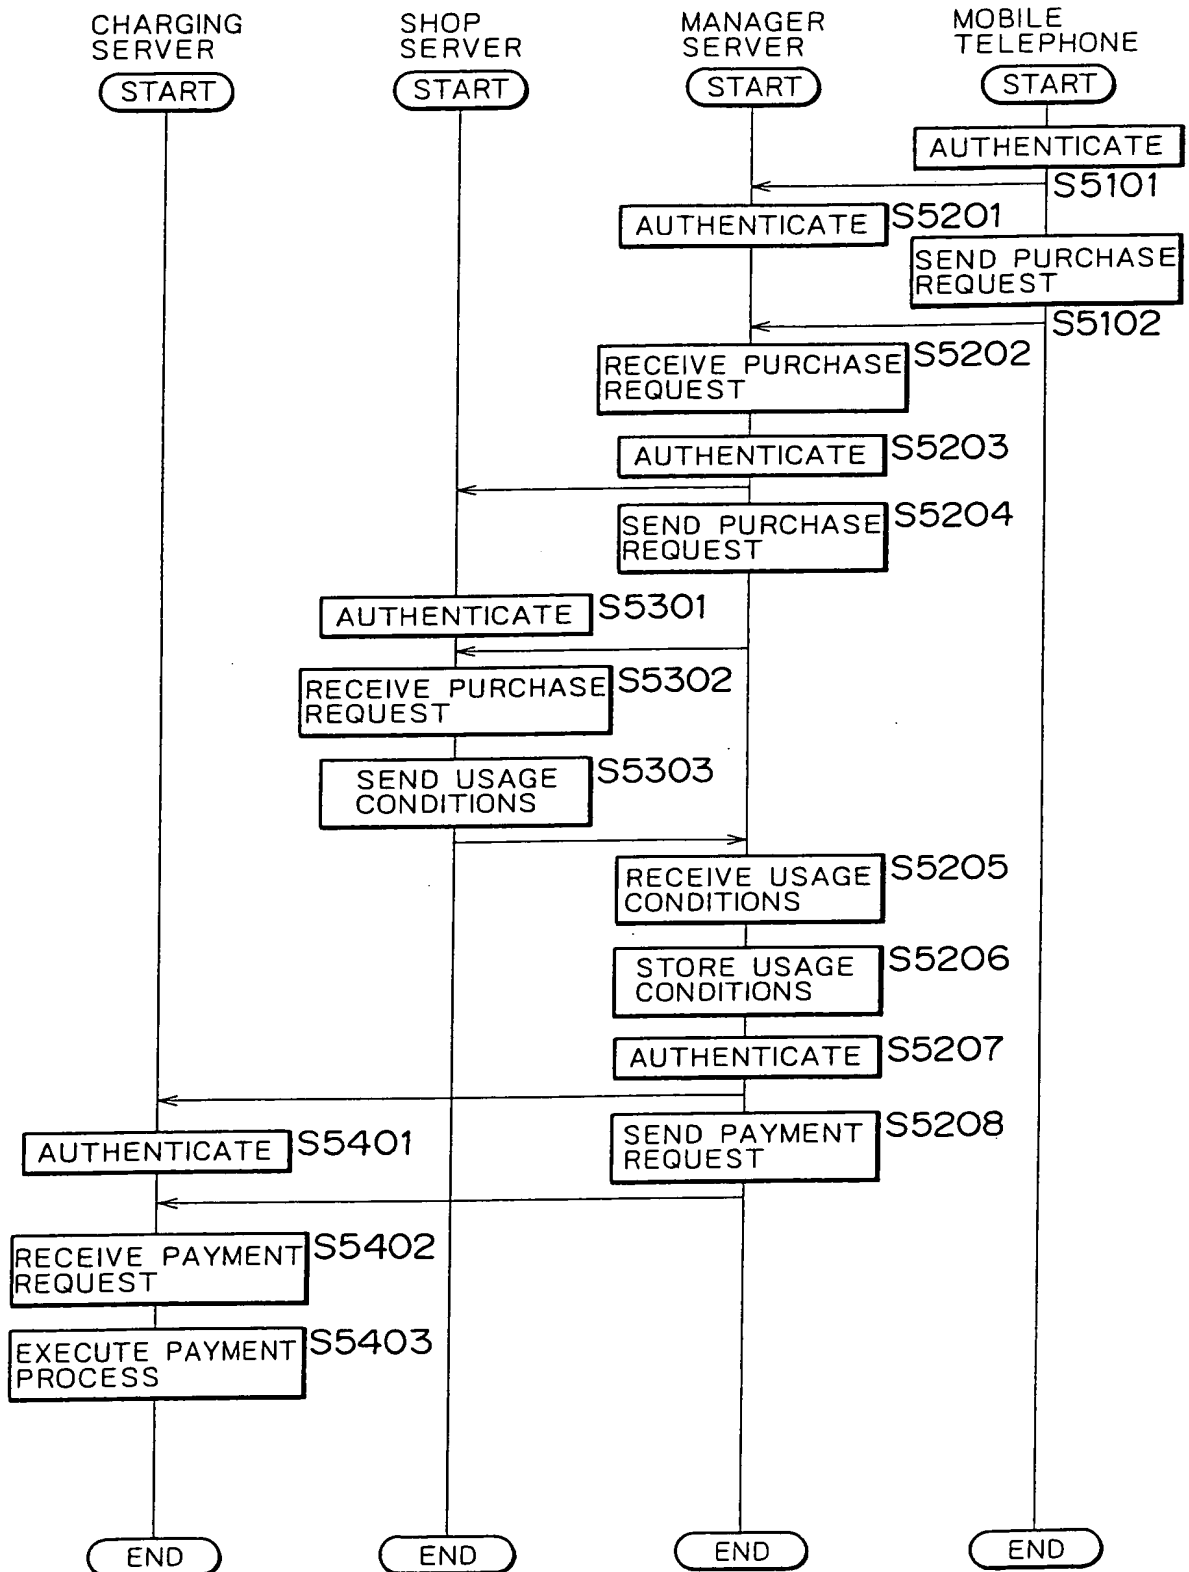 CHARGING
SERVER
SHOP
SERVER
MANAGER
SERVER
MOBILE
TELEPHONE
START
START
START
START
AUTHENTICATE
S5101
AUTHENTICATE
S5201
SEND PURCHASE
REQUEST
S5102
RECEIVE PURCHASE
REQUEST
S5202
AUTHENTICATE
S5203
SEND PURCHASE
REQUEST
S5204
AUTHENTICATE
S5301
RECEIVE PURCHASE
REQUEST
S5302
SEND USAGE
CONDITIONS
S5303
RECEIVE USAGE
CONDITIONS
S5205
STORE USAGE
CONDITIONS
S5206
AUTHENTICATE
S5207
AUTHENTICATE
S5401
SEND PAYMENT
REQUEST
S5208
RECEIVE PAYMENT
REQUEST
S5402
EXECUTE PAYMENT
PROCESS
S5403
END
END
END
END